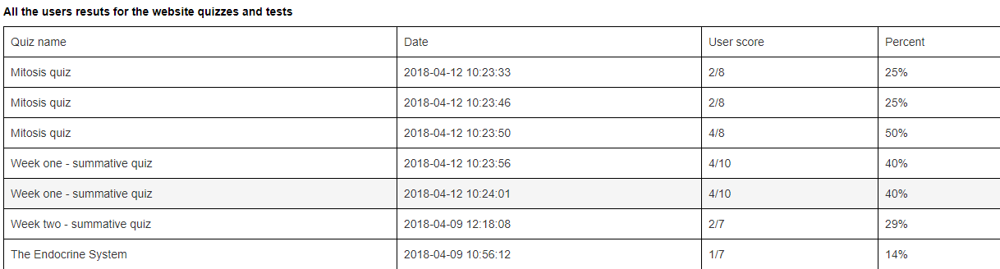 All the users resuts for the website quizzes and tests
Quiz name Date User score Percent
Mitosis quiz 2018-04-12 10:23:33 2/8 25%
Mitosis quiz 2018-04-12 10:23:46 2/8 25%
Mitosis quiz 2018-04-12 10:23:50 4/8 50%
Week one - summative quiz 2018-04-12 10:23:56 4/10 40%
Week one - summative quiz 2018-04-12 10:24:01 4/10 40%
Week two - summative quiz 2018-04-09 12:18:08 2/7 29%
The Endocrine System 2018-04-09 10:56:12 1/7 14%